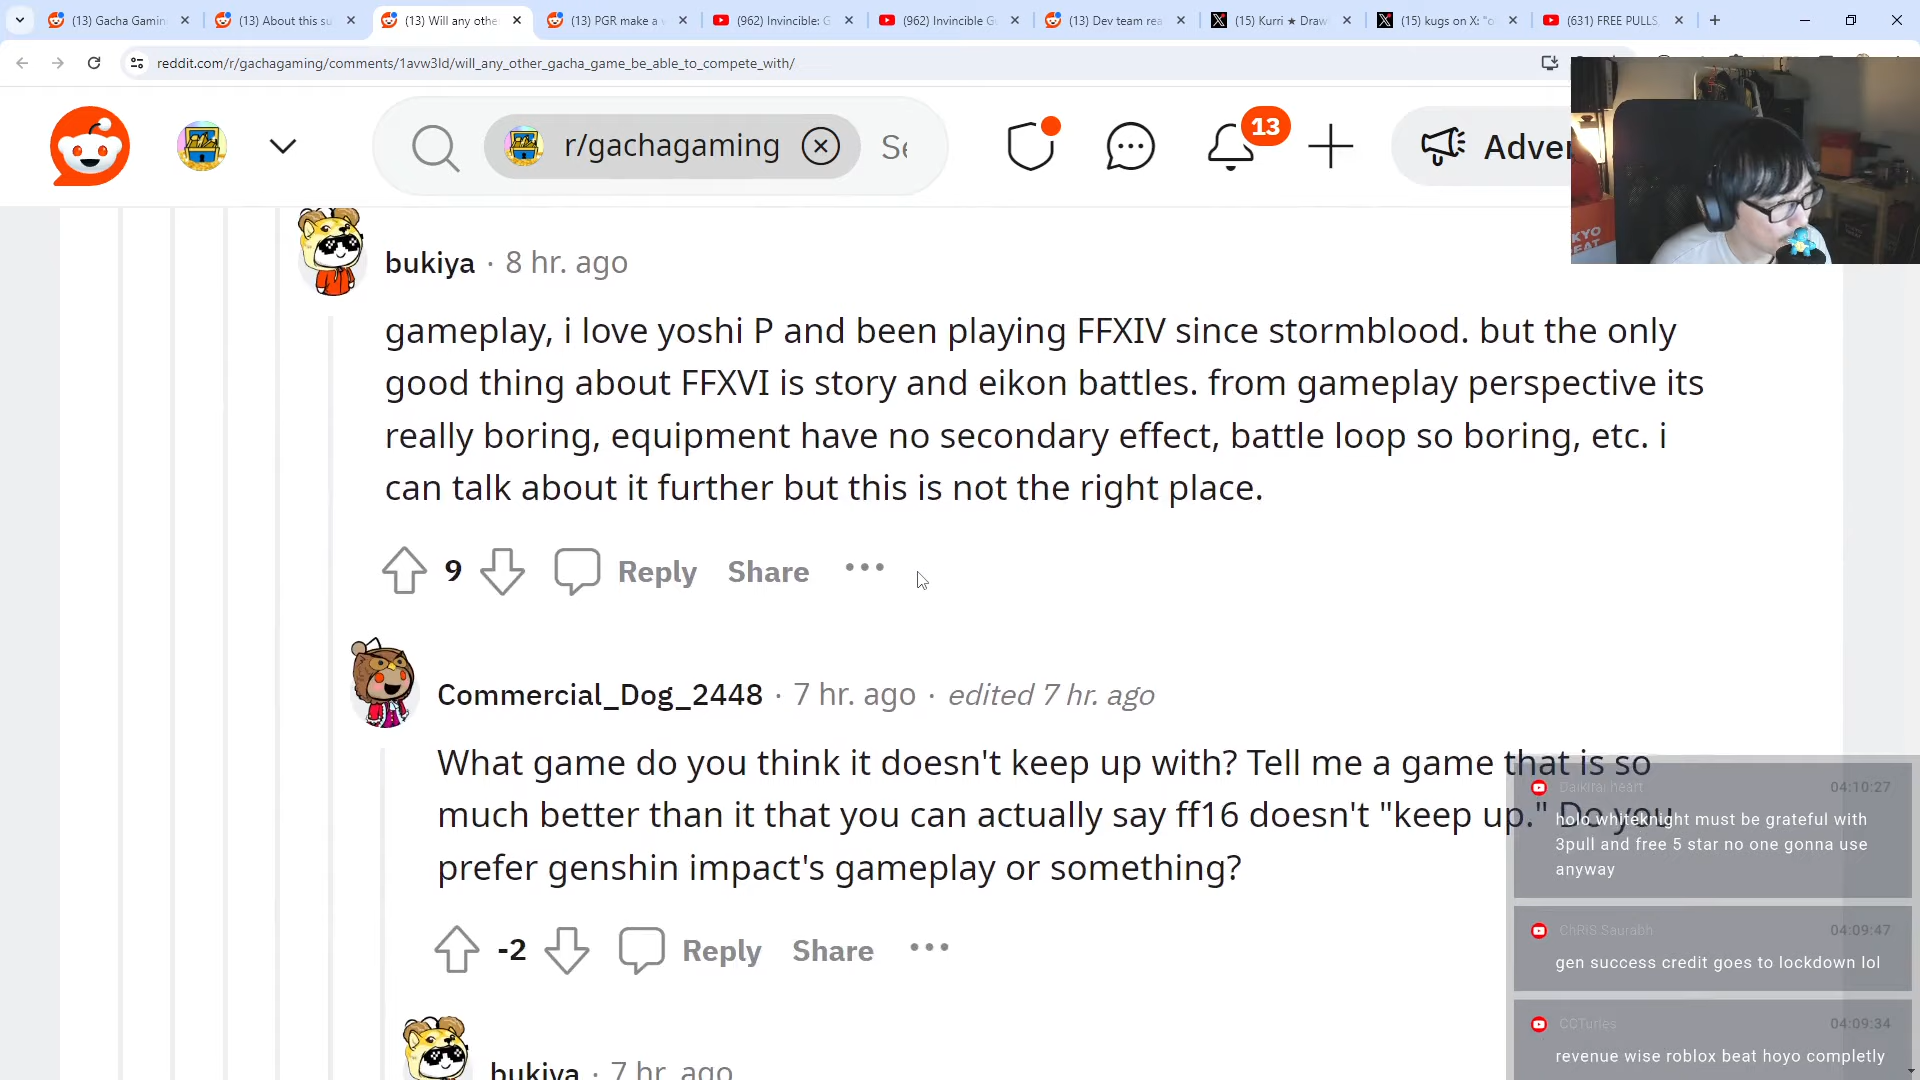 (13) Gacha Gamin
(13) About this su
(13) Will any othe
(13) PGR make a v
(962) Invincible: G
(962) Invincible G
(13) Dev team rea
(15) Kurri ★ Draw
(15) kugs on X: "o
(631) FREE PULLS,
reddit.com/r/gachagaming/comments/1avw3ld/will_any_other_gacha_game_be_able_to_compete_with/
r/gachagaming
Se
13
Adver
bukiya · 8 hr. ago
gameplay, i love yoshi P and been playing FFXIV since stormblood. but the only
good thing about FFXVI is story and eikon battles. from gameplay perspective its
really boring, equipment have no secondary effect, battle loop so boring, etc. i
can talk about it further but this is not the right place.
9
Reply
Share
Commercial_Dog_2448 · 7 hr. ago · edited 7 hr. ago
What game do you think it doesn't keep up with? Tell me a game that is so
much better than it that you can actually say ff16 doesn't "keep up." Do you
prefer genshin impact's gameplay or something?
-2
Reply
Share
bukiya · 7 hr. ago
Daikirai heart 04:10:27
holo whiteknight must be grateful with
3pull and free 5 star no one gonna use
anyway
ChRiS Saurabh 04:09:47
gen success credit goes to lockdown lol
CCTuries 04:09:34
revenue wise roblox beat hoyo completly